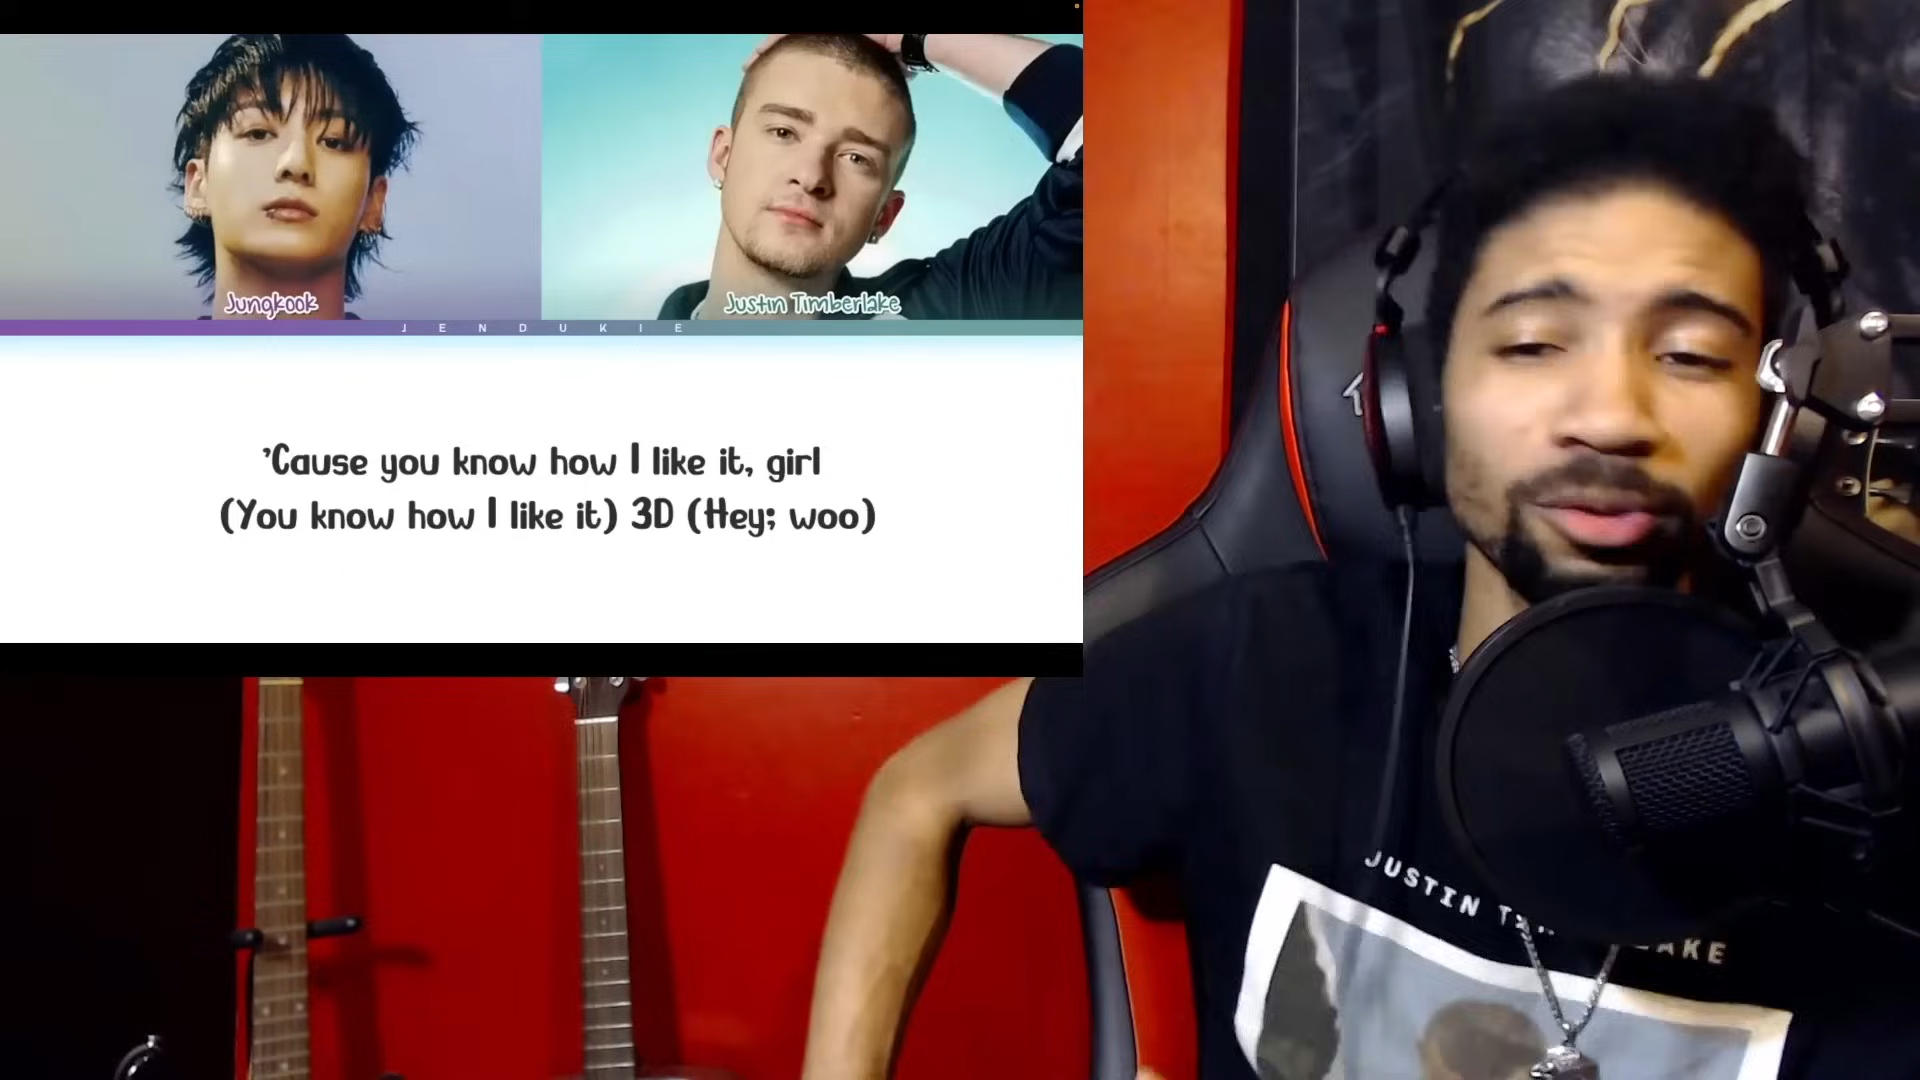 Jungkook
Justin Timberlake
JENDUKIE
'Cause you know how I like it, girl
(You know how I like it) 3D (Hey; woo)
JUSTIN